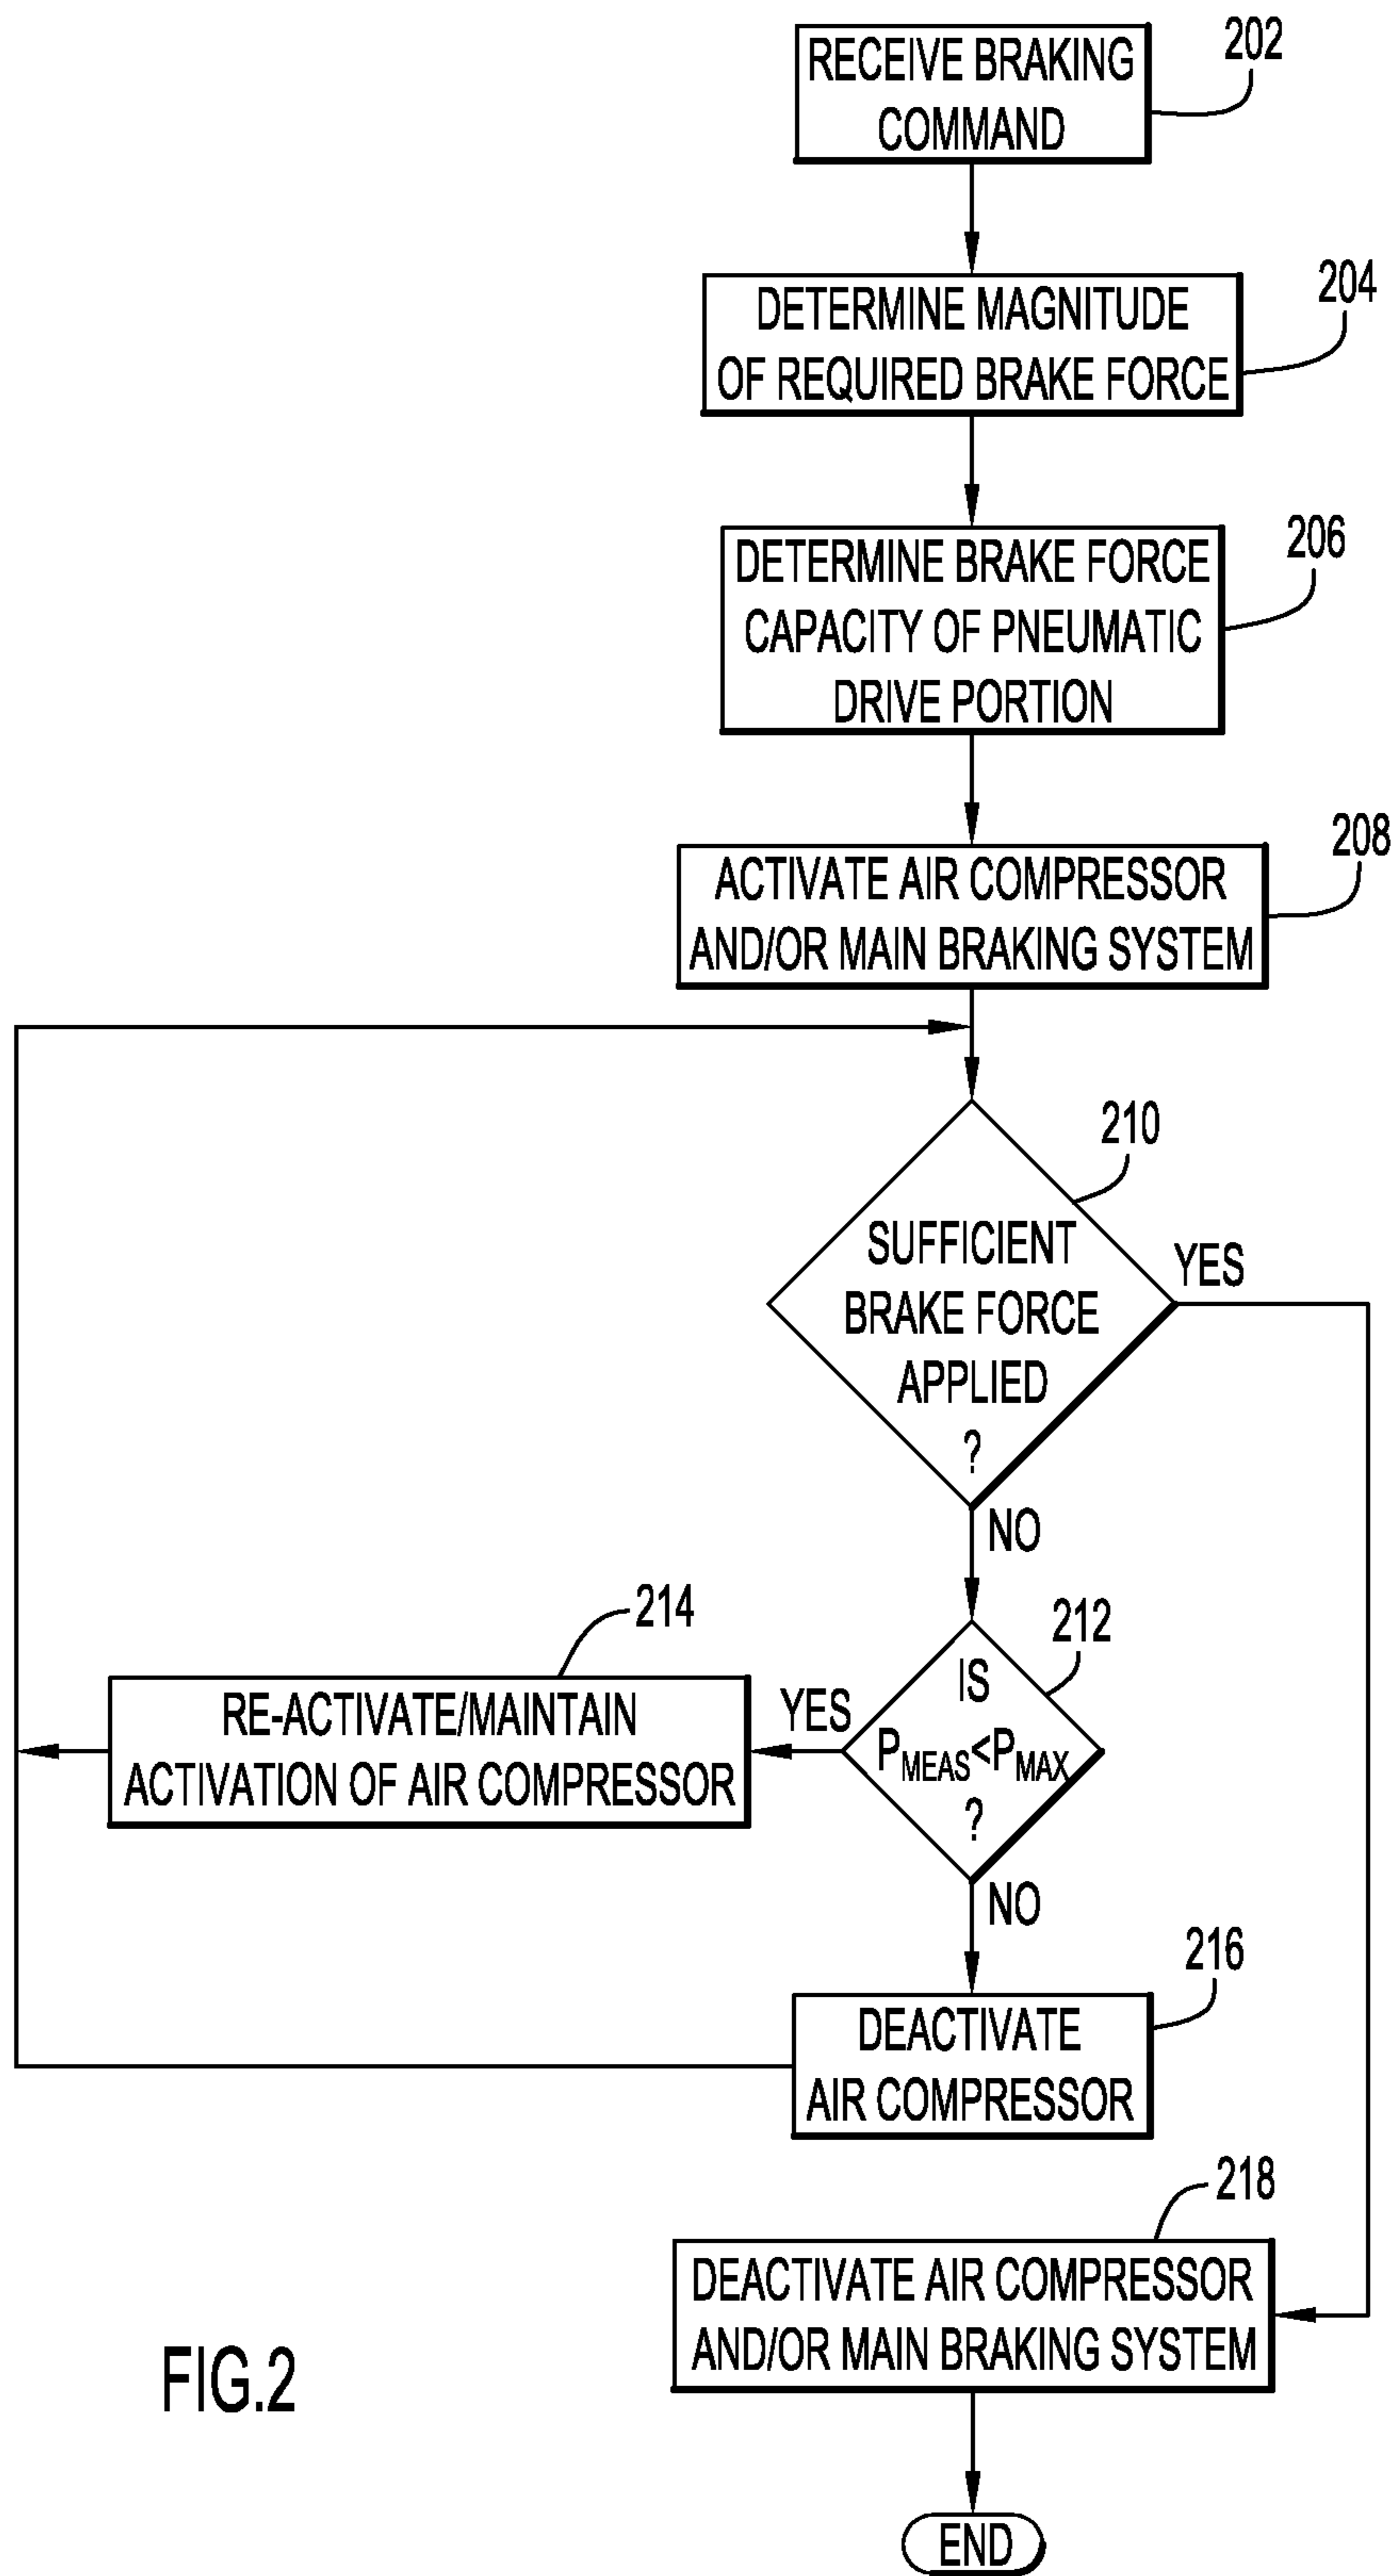 RECEIVE BRAKING
COMMAND
202
DETERMINE MAGNITUDE
OF REQUIRED BRAKE FORCE
204
DETERMINE BRAKE FORCE
CAPACITY OF PNEUMATIC
DRIVE PORTION
206
ACTIVATE AIR COMPRESSOR
AND/OR MAIN BRAKING SYSTEM
208
210
SUFFICIENT
BRAKE FORCE
APPLIED
?
YES
NO
212
IS
PMEAS<PMAX
?
YES
214
RE-ACTIVATE/MAINTAIN
ACTIVATION OF AIR COMPRESSOR
NO
216
DEACTIVATE
AIR COMPRESSOR
218
DEACTIVATE AIR COMPRESSOR
AND/OR MAIN BRAKING SYSTEM
FIG.2
END